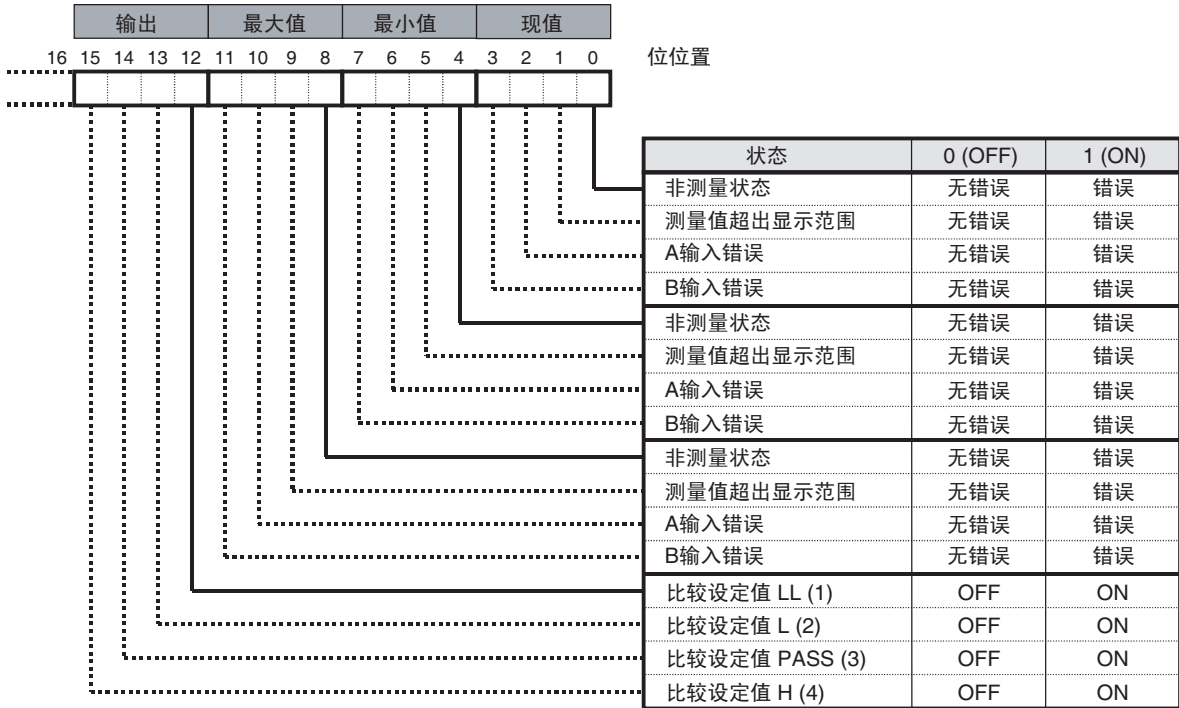 输出 最大值 最小值 现值
16 15 14 13 12 11 10 9 8 7 6 5 4 3 2 1 0 位位置
状态 0 (OFF) 1 (ON)
非测量状态 无错误 错误
测量值超出显示范围 无错误 错误
A输入错误 无错误 错误
B输入错误 无错误 错误
非测量状态 无错误 错误
测量值超出显示范围 无错误 错误
A输入错误 无错误 错误
B输入错误 无错误 错误
非测量状态 无错误 错误
测量值超出显示范围 无错误 错误
A输入错误 无错误 错误
B输入错误 无错误 错误
比较设定值 LL (1) OFF ON
比较设定值 L (2) OFF ON
比较设定值 PASS (3) OFF ON
比较设定值 H (4) OFF ON